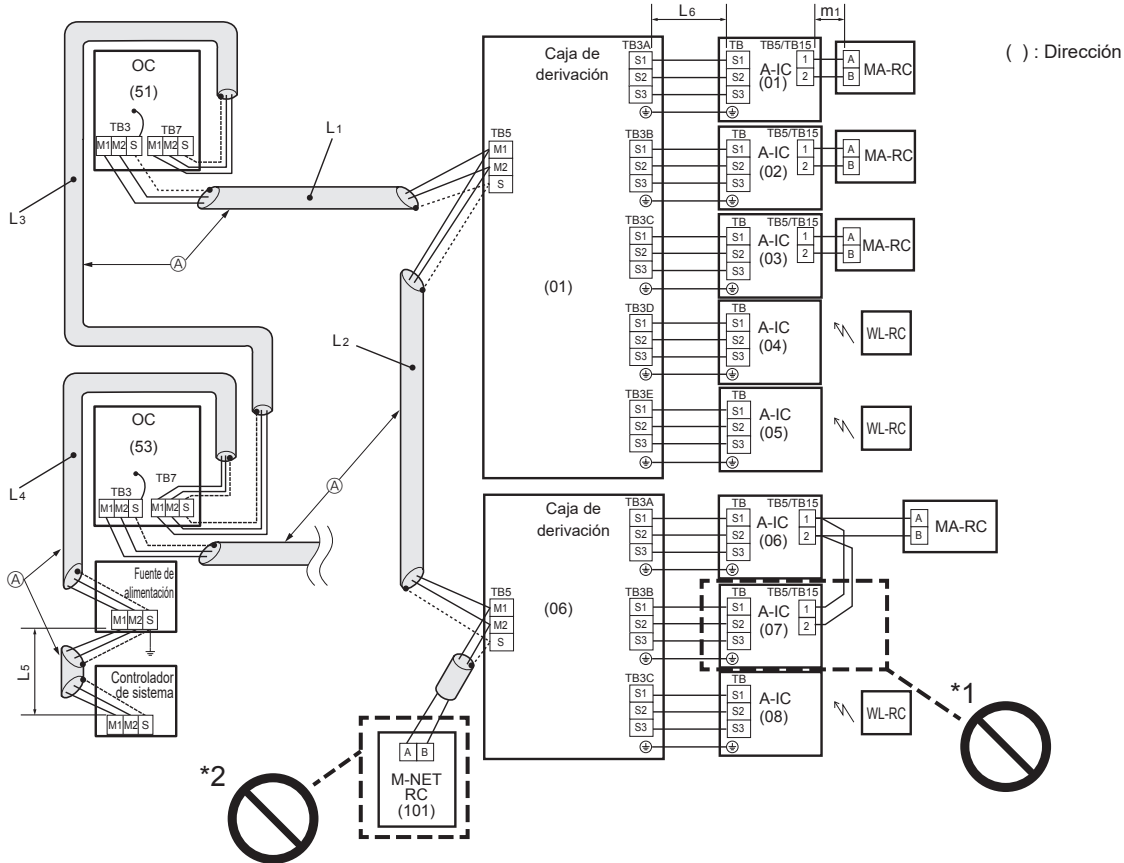 ( ) : Dirección
OC
(51)
TB3
TB7
M1 M2 S
M1 M2 S
L1
L3
A
L2
OC
(53)
TB3
TB7
M1 M2 S
M1 M2 S
L4
A
A
Fuente de
alimentación
M1 M2 S
L5
Controlador
de sistema
M1 M2 S
L6
m1
Caja de
derivación
(01)
TB5
M1
M2
S
TB3A
S1
S2
S3
TB
S1
S2
S3
TB5/TB15
A-IC
(01)
1
2
A
B
MA-RC
TB3B
S1
S2
S3
TB
S1
S2
S3
TB5/TB15
A-IC
(02)
1
2
A
B
MA-RC
TB3C
S1
S2
S3
TB
S1
S2
S3
TB5/TB15
A-IC
(03)
1
2
A
B
MA-RC
TB3D
S1
S2
S3
TB
S1
S2
S3
A-IC
(04)
WL-RC
TB3E
S1
S2
S3
TB
S1
S2
S3
A-IC
(05)
WL-RC
Caja de
derivación
(06)
TB5
M1
M2
S
TB3A
S1
S2
S3
TB
S1
S2
S3
TB5/TB15
A-IC
(06)
1
2
A
B
MA-RC
TB3B
S1
S2
S3
TB
S1
S2
S3
TB5/TB15
A-IC
(07)
1
2
*1
TB3C
S1
S2
S3
TB
S1
S2
S3
A-IC
(08)
WL-RC
*2
A B
M-NET
RC
(101)